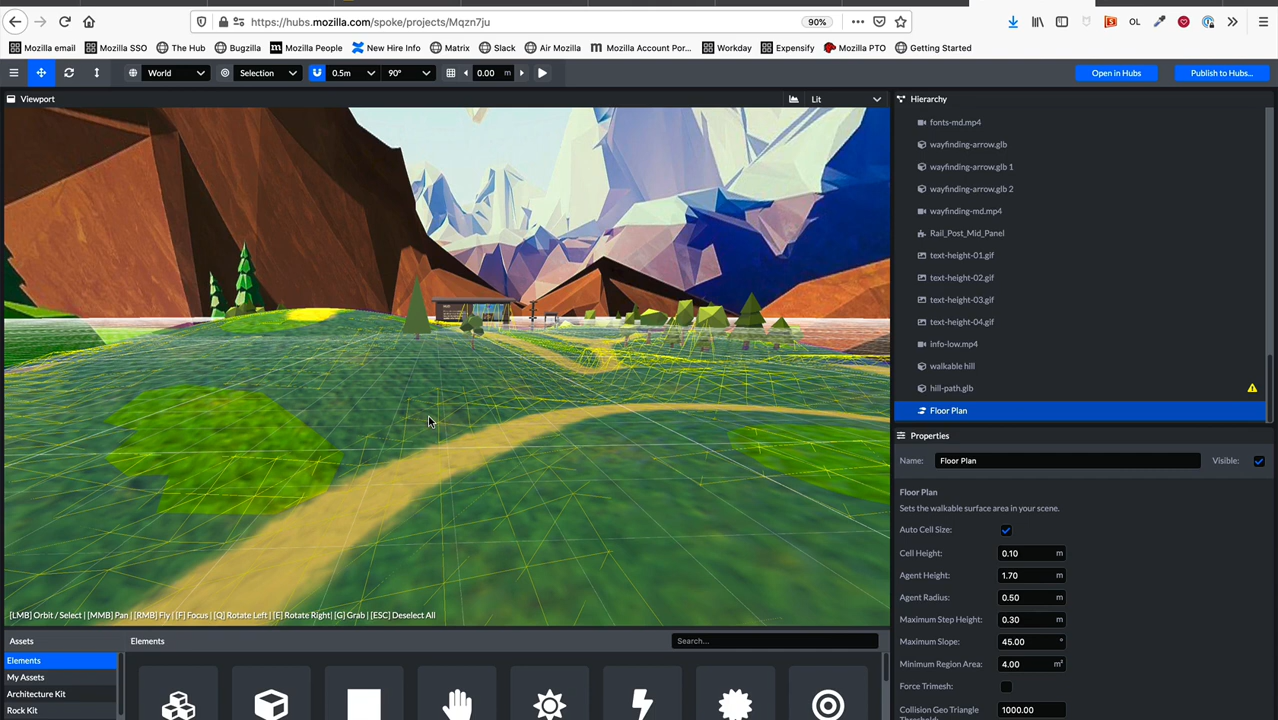 https://hubs.mozilla.com/spoke/projects/Mqzn7ju
90%
OL
Mozilla email
Mozilla SSO
The Hub
Bugzilla
Mozilla People
New Hire Info
Matrix
Slack
Air Mozilla
Mozilla Account Por...
Workday
Expensify
Mozilla PTO
Getting Started
World
Selection
0.5m
90°
0.00 m
Open in Hubs
Publish to Hubs...
Viewport
Lit
Hierarchy
fonts-md.mp4
wayfinding-arrow.glb
wayfinding-arrow.glb 1
wayfinding-arrow.glb 2
wayfinding-md.mp4
Rail_Post_Mid_Panel
text-height-01.gif
text-height-02.gif
text-height-03.gif
text-height-04.gif
info-low.mp4
walkable hill
hill-path.glb
Floor Plan
Properties
Name: Floor Plan Visible:
Floor Plan
Sets the walkable surface area in your scene.
Auto Cell Size:
Cell Height: 0.10 m
Agent Height: 1.70 m
Agent Radius: 0.50 m
Maximum Step Height: 0.30 m
Maximum Slope: 45.00 °
Minimum Region Area: 4.00 m²
Force Trimesh:
Collision Geo Triangle 1000.00
[LMB] Orbit / Select | [MMB] Pan | [RMB] Fly | [F] Focus | [Q] Rotate Left | [E] Rotate Right| [G] Grab | [ESC] Deselect All
Assets
Elements
Search...
Elements
My Assets
Architecture Kit
Rock Kit